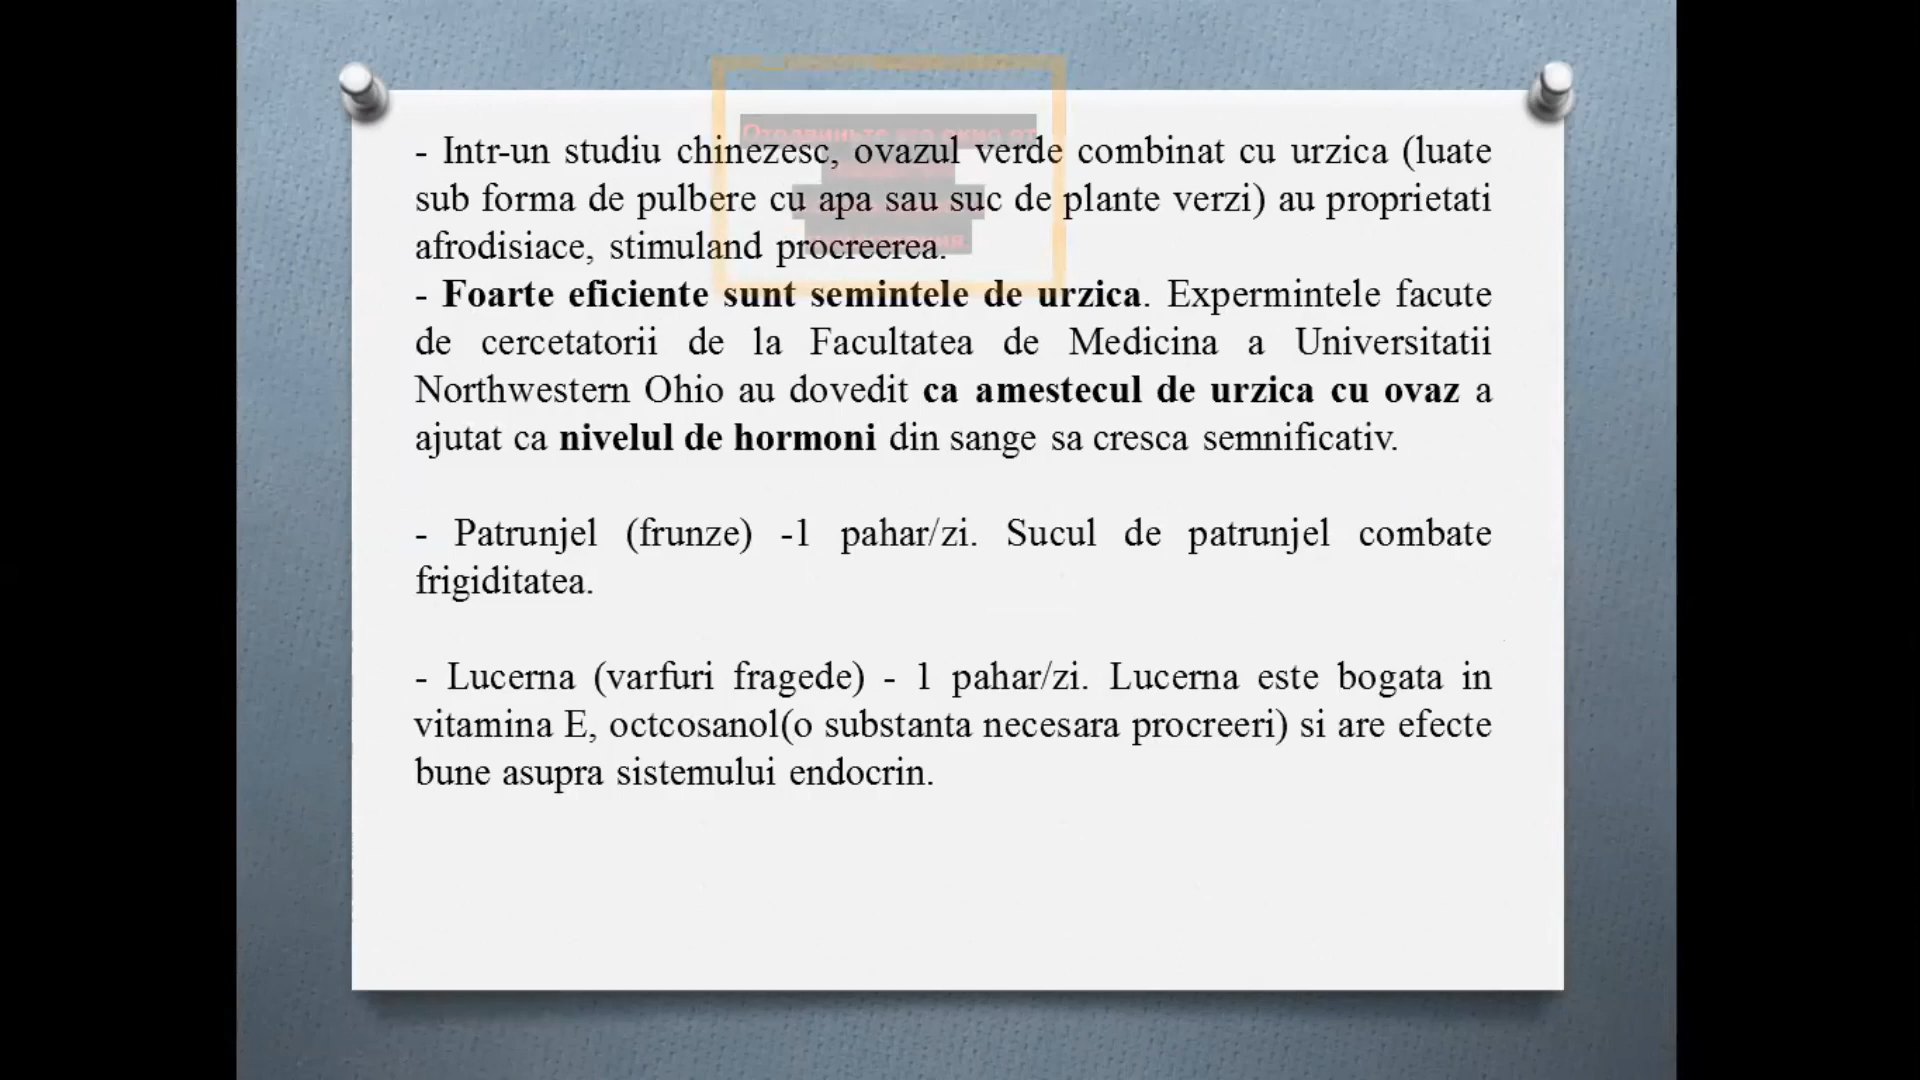 Отодвиньте это окно от
- Intr-un studiu chinezesc, ovazul verde combinat cu urzica (luate
sub forma de pulbere cu apa sau suc de plante verzi) au proprietati
afrodisiace, stimuland procreerea.
- Foarte eficiente sunt semintele de urzica. Expermintele facute
de cercetatorii de la Facultatea de Medicina a Universitatii
Northwestern Ohio au dovedit ca amestecul de urzica cu ovaz a
ajutat ca nivelul de hormoni din sange sa cresca semnificativ.
- Patrunjel (frunze) -1 pahar/zi. Sucul de patrunjel combate
frigiditatea.
- Lucerna (varfuri fragede) - 1 pahar/zi. Lucerna este bogata in
vitamina E, octcosanol(o substanta necesara procreeri) si are efecte
bune asupra sistemului endocrin.